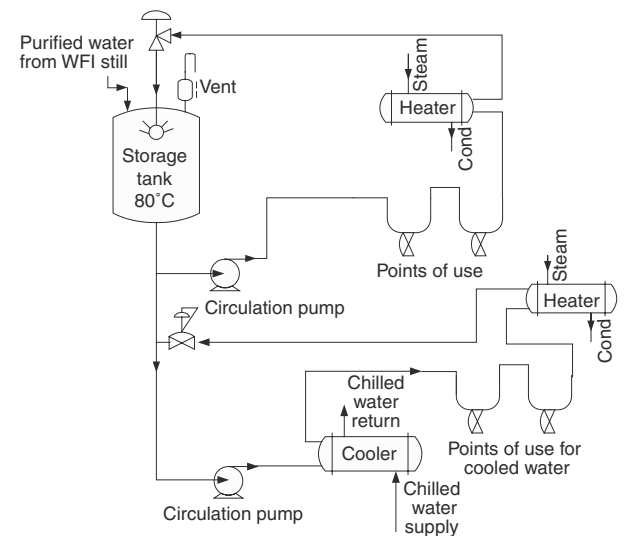 Purified water
from WFI still
Vent
Storage
tank
80˚C
Steam
Heater
Cond
Points of use
Circulation pump
Steam
Heater
Cond
Chilled
water
return
Cooler
Points of use for
cooled water
Circulation pump
Chilled
water
supply